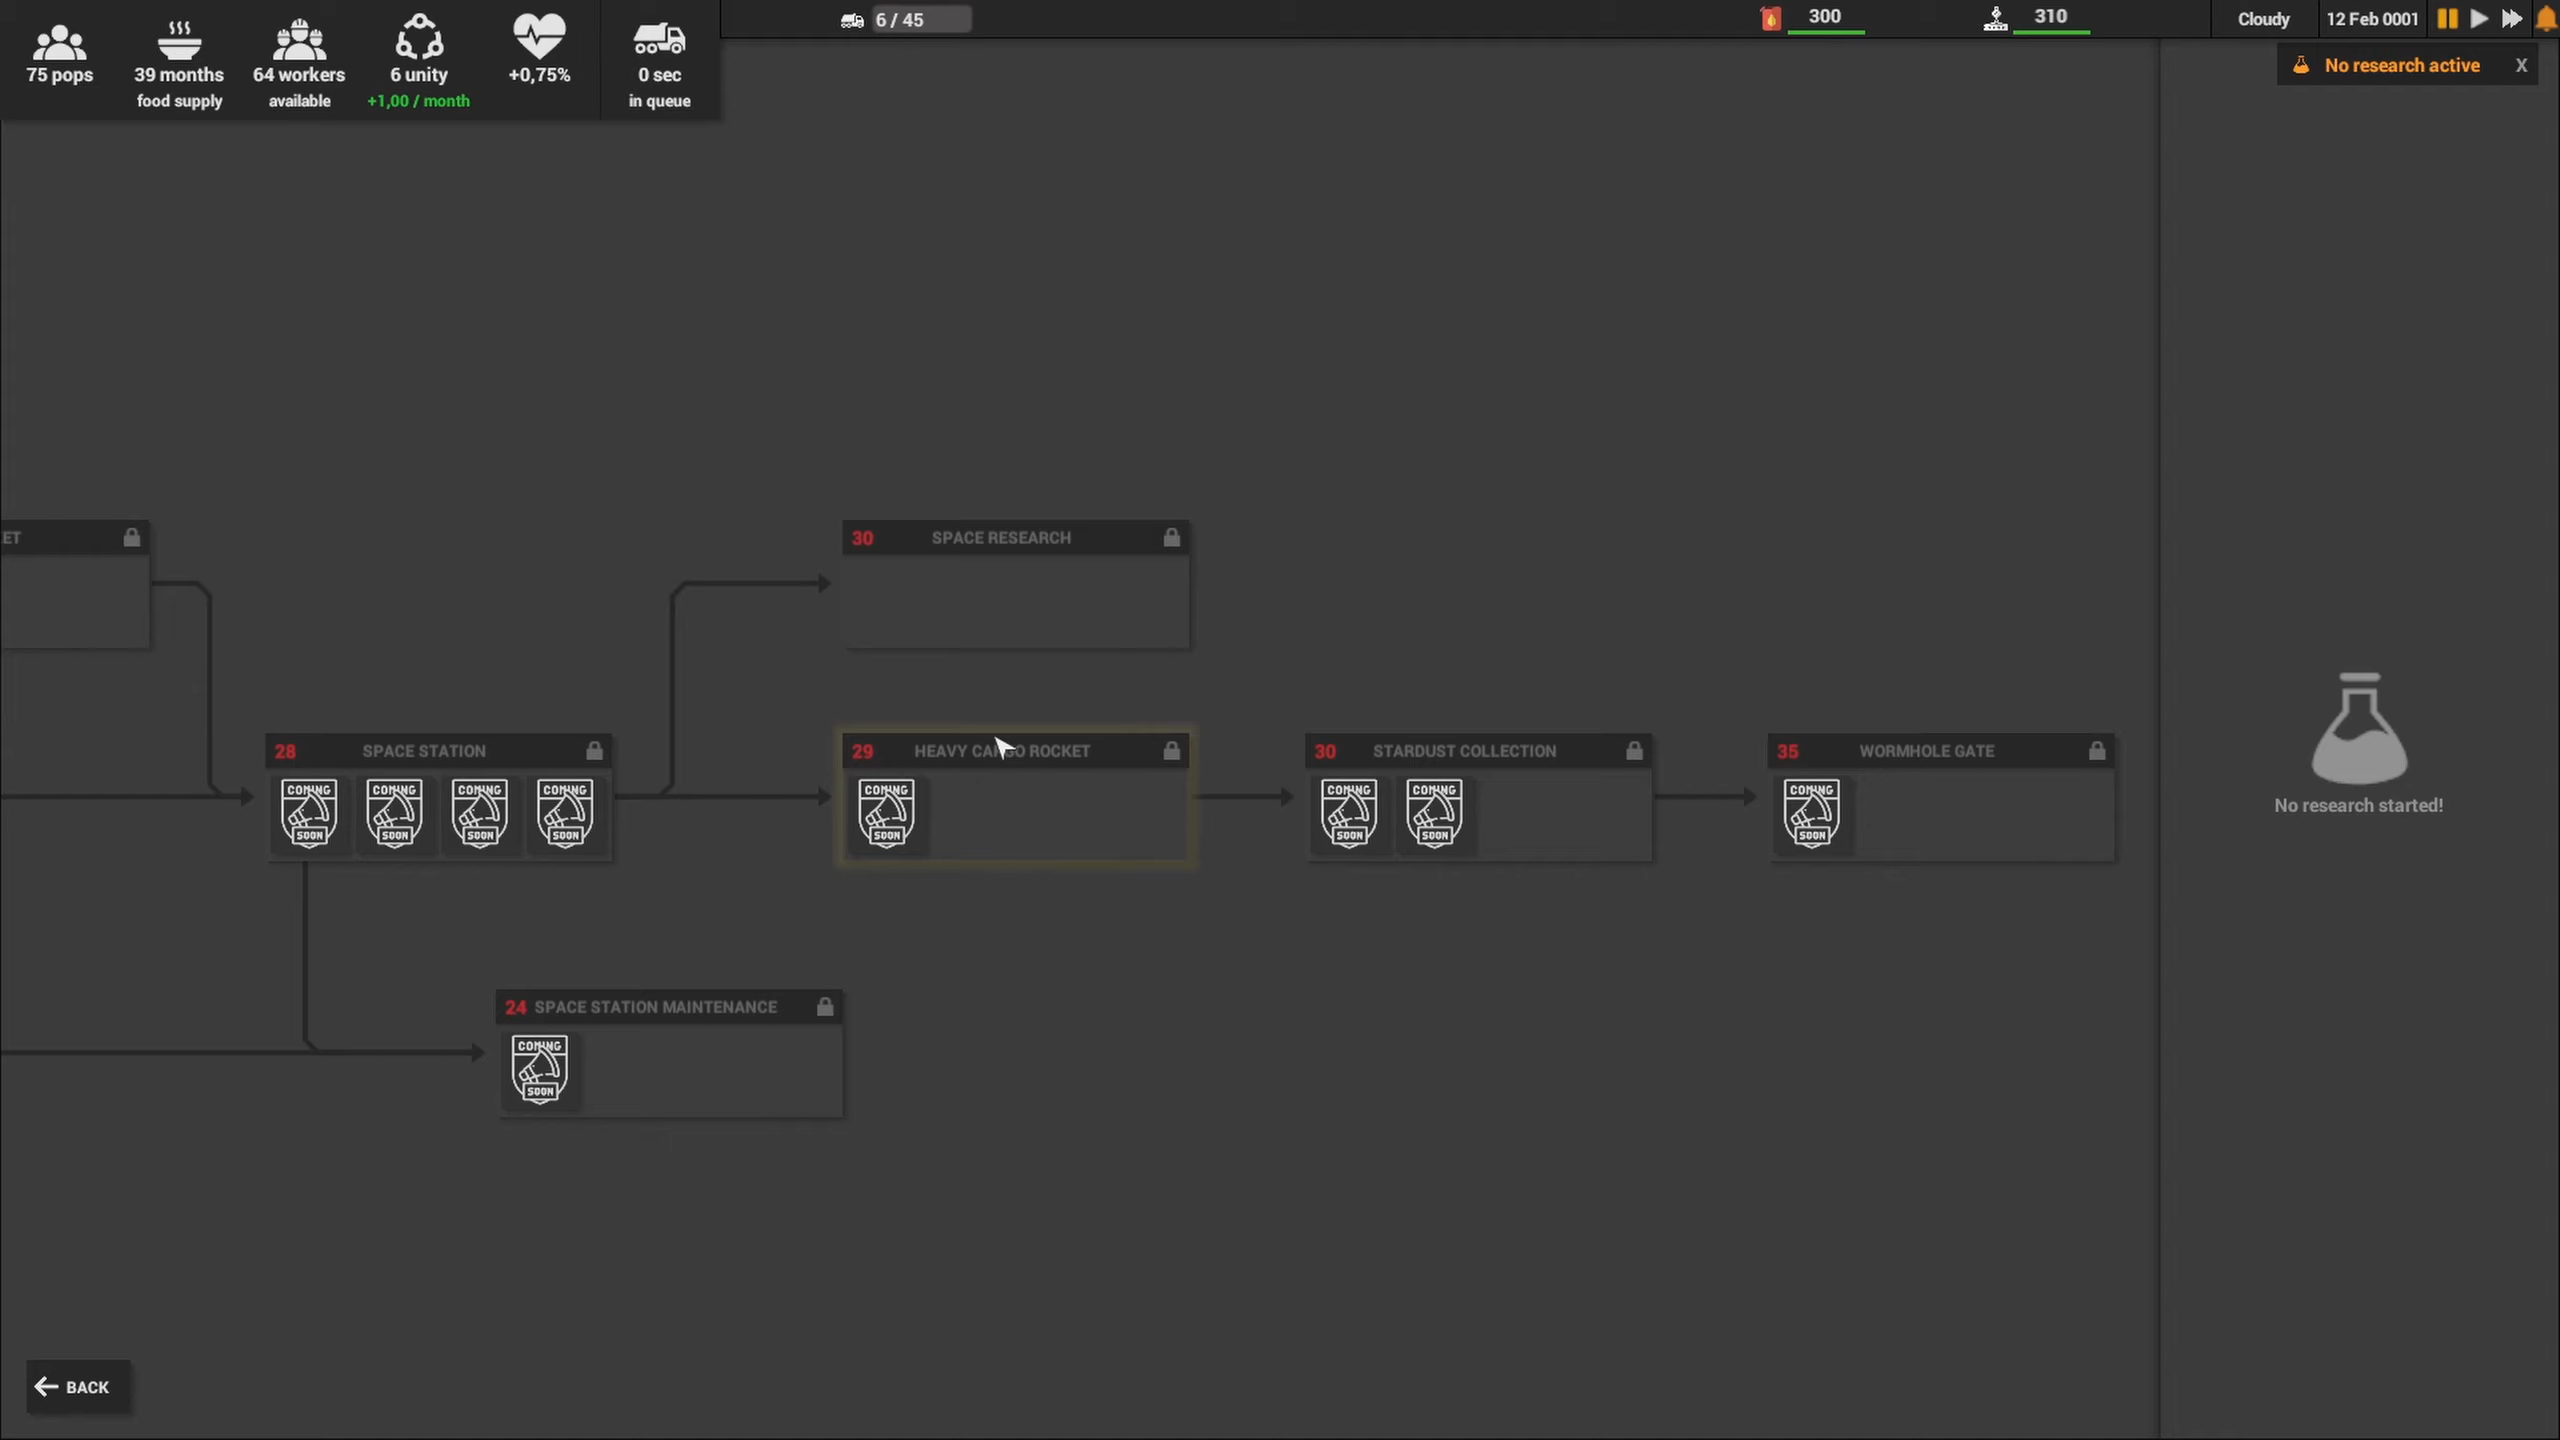 75 pops
39 months
food supply
64 workers
available
6 unity
+1,00 / month
+0,75%
0 sec
in queue
6 / 45
300
310
Cloudy
12 Feb 0001
No research active X
ET
30 SPACE RESEARCH
28 SPACE STATION
COMING SOON
COMING SOON
COMING SOON
COMING SOON
29 HEAVY CARGO ROCKET
COMING SOON
30 STARDUST COLLECTION
COMING SOON
COMING SOON
35 WORMHOLE GATE
COMING SOON
No research started!
24 SPACE STATION MAINTENANCE
COMING SOON
BACK